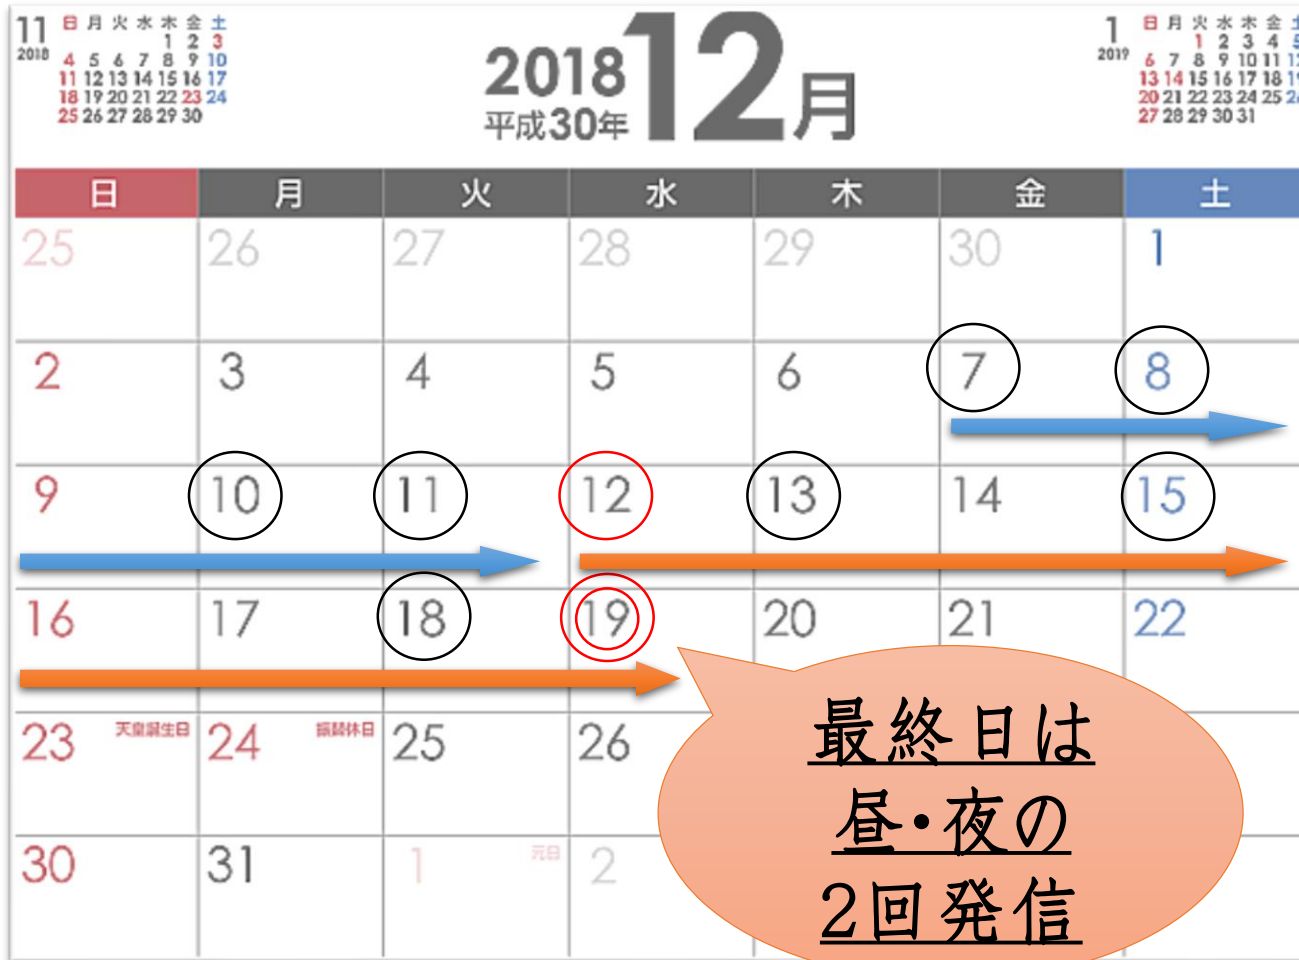 11
2018
日 月 火 水 木 金 土
1 2 3
4 5 6 7 8 9 10
11 12 13 14 15 16 17
18 19 20 21 22 23 24
25 26 27 28 29 30
2018
平成30年
12月
1
2019
日 月 火 水 木 金 土
1 2 3 4 5
6 7 8 9 10 11 12
13 14 15 16 17 18 19
20 21 22 23 24 25 26
27 28 29 30 31
日 月 火 水 木 金 土
25 26 27 28 29 30 1
2 3 4 5 6 7 8
9 10 11 12 13 14 15
16 17 18 19 20 21 22
23 天皇誕生日 24 振替休日 25 26
30 31 1 元日 2
最終日は
昼・夜の
2回発信